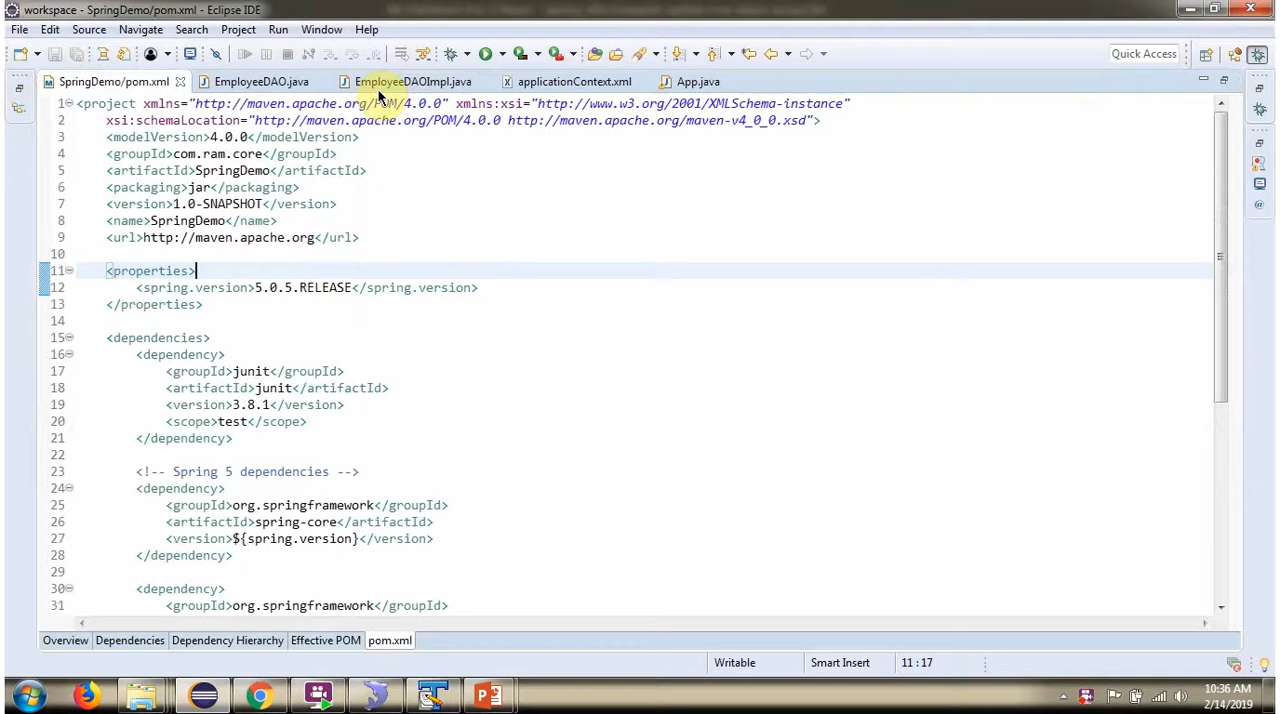 workspace - SpringDemo/pom.xml - Eclipse IDE
File Edit Source Navigate Search Project Run Window Help
Quick Access
SpringDemo/pom.xml EmployeeDAO.java EmployeeDAOImpl.java applicationContext.xml App.java
1 <project xmlns="http://maven.apache.org/POM/4.0.0" xmlns:xsi="http://www.w3.org/2001/XMLSchema-instance"
2 xsi:schemaLocation="http://maven.apache.org/POM/4.0.0 http://maven.apache.org/maven-v4_0_0.xsd">
3 <modelVersion>4.0.0</modelVersion>
4 <groupId>com.ram.core</groupId>
5 <artifactId>SpringDemo</artifactId>
6 <packaging>jar</packaging>
7 <version>1.0-SNAPSHOT</version>
8 <name>SpringDemo</name>
9 <url>http://maven.apache.org</url>
10
11 <properties>
12 <spring.version>5.0.5.RELEASE</spring.version>
13 </properties>
14
15 <dependencies>
16 <dependency>
17 <groupId>junit</groupId>
18 <artifactId>junit</artifactId>
19 <version>3.8.1</version>
20 <scope>test</scope>
21 </dependency>
22
23 <!-- Spring 5 dependencies -->
24 <dependency>
25 <groupId>org.springframework</groupId>
26 <artifactId>spring-core</artifactId>
27 <version>${spring.version}</version>
28 </dependency>
29
30 <dependency>
31 <groupId>org.springframework</groupId>
Overview Dependencies Dependency Hierarchy Effective POM pom.xml
Writable Smart Insert 11 : 17
10:36 AM
2/14/2019